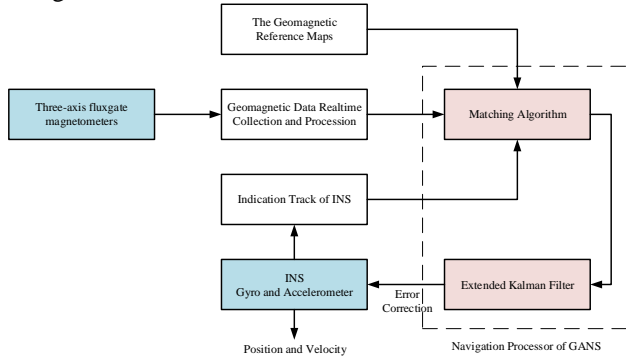 The Geomagnetic
Reference Maps
Three-axis fluxgate
magnetometers
Geomagnetic Data Realtime
Collection and Procession
Matching Algorithm
Indication Track of INS
INS
Gyro and Accelerometer
Error
Correction
Extended Kalman Filter
Position and Velocity
Navigation Processor of GANS